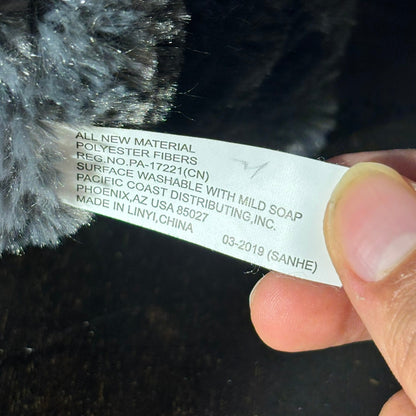 ALL NEW MATERIAL
POLYESTER FIBERS
REG.NO.PA-17221(CN)
SURFACE WASHABLE WITH MILD SOAP
PACIFIC COAST DISTRIBUTING,INC.
PHOENIX,AZ USA 85027
MADE IN LINYI,CHINA
03-2019 (SANHE)